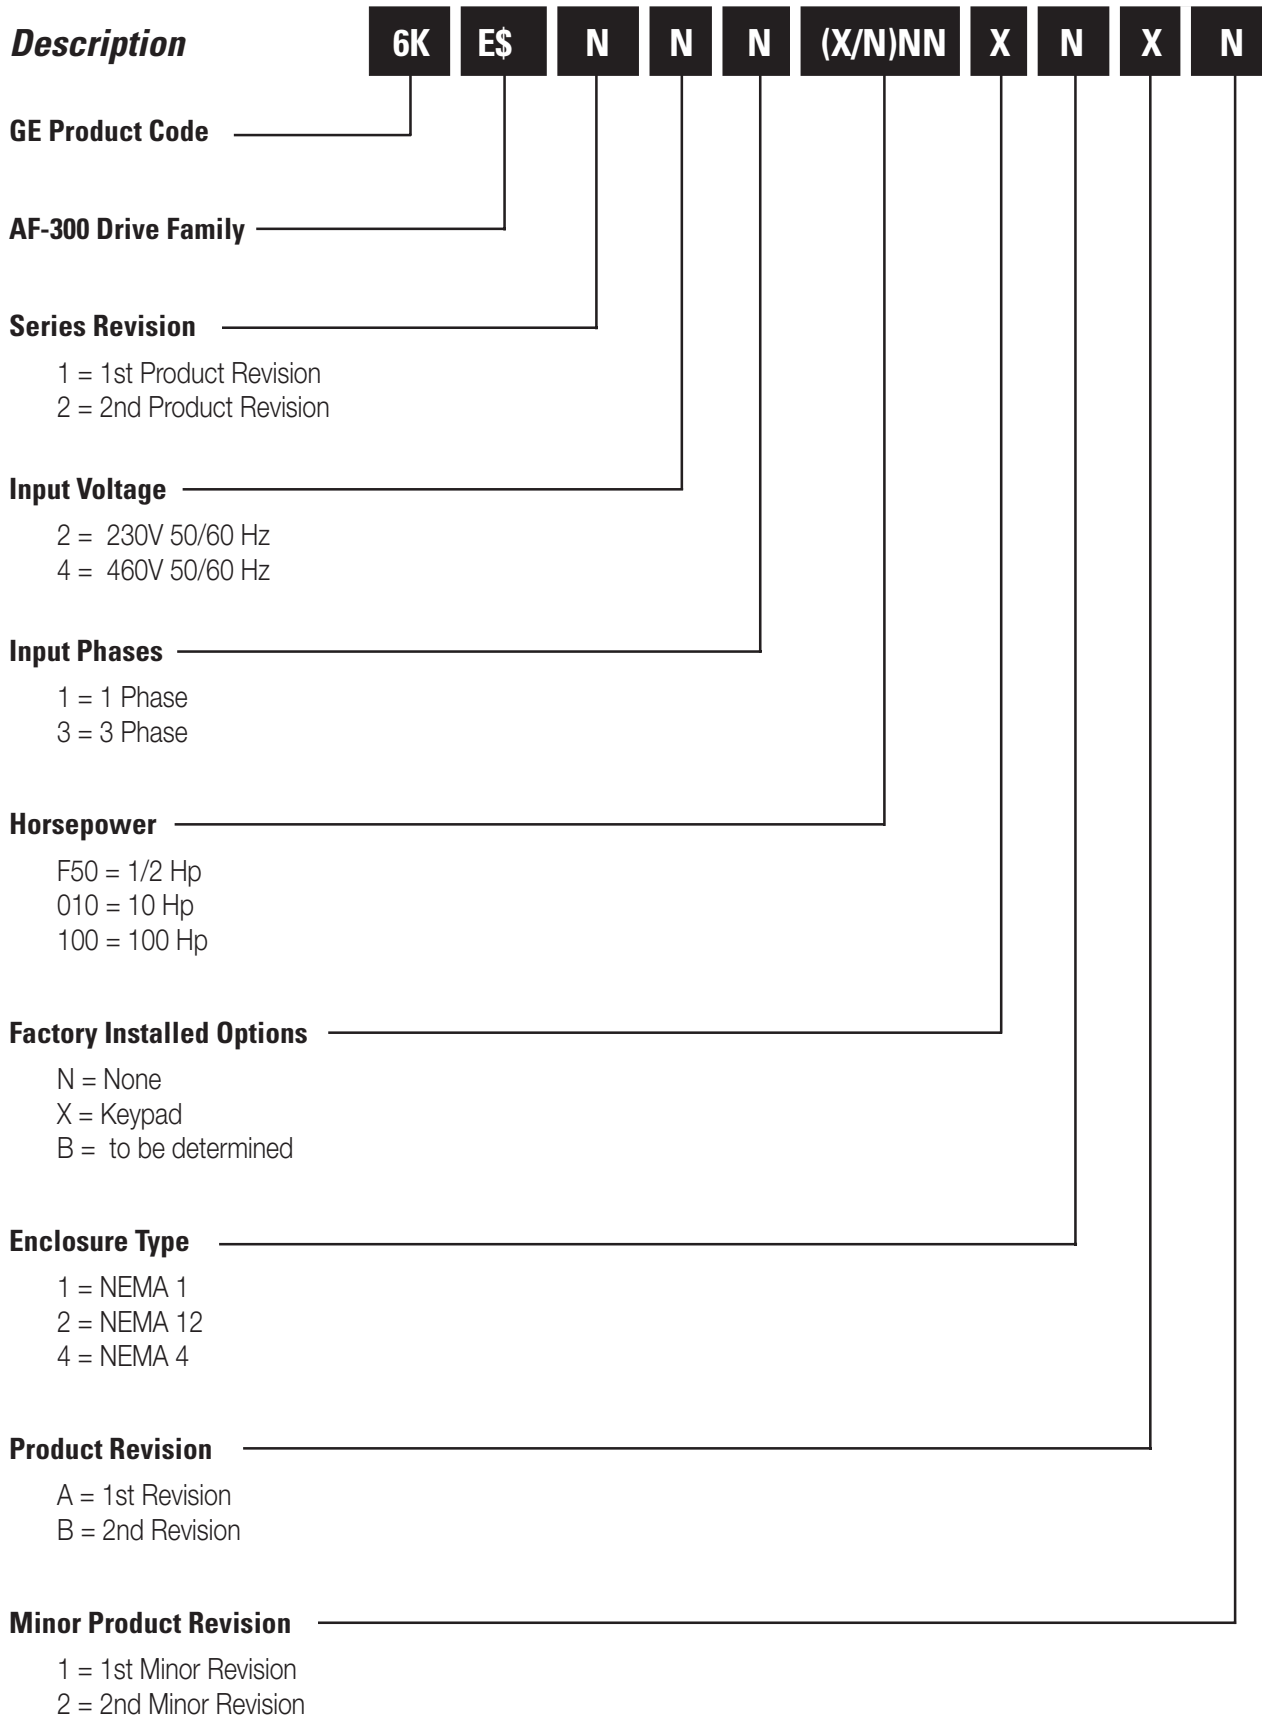 Description 6K E$ N N N (X/N)NN X N X N
GE Product Code
AF-300 Drive Family
Series Revision
1 = 1st Product Revision
2 = 2nd Product Revision
Input Voltage
2 = 230V 50/60 Hz
4 = 460V 50/60 Hz
Input Phases
1 = 1 Phase
3 = 3 Phase
Horsepower
F50 = 1/2 Hp
010 = 10 Hp
100 = 100 Hp
Factory Installed Options
N = None
X = Keypad
B = to be determined
Enclosure Type
1 = NEMA 1
2 = NEMA 12
4 = NEMA 4
Product Revision
A = 1st Revision
B = 2nd Revision
Minor Product Revision
1 = 1st Minor Revision
2 = 2nd Minor Revision